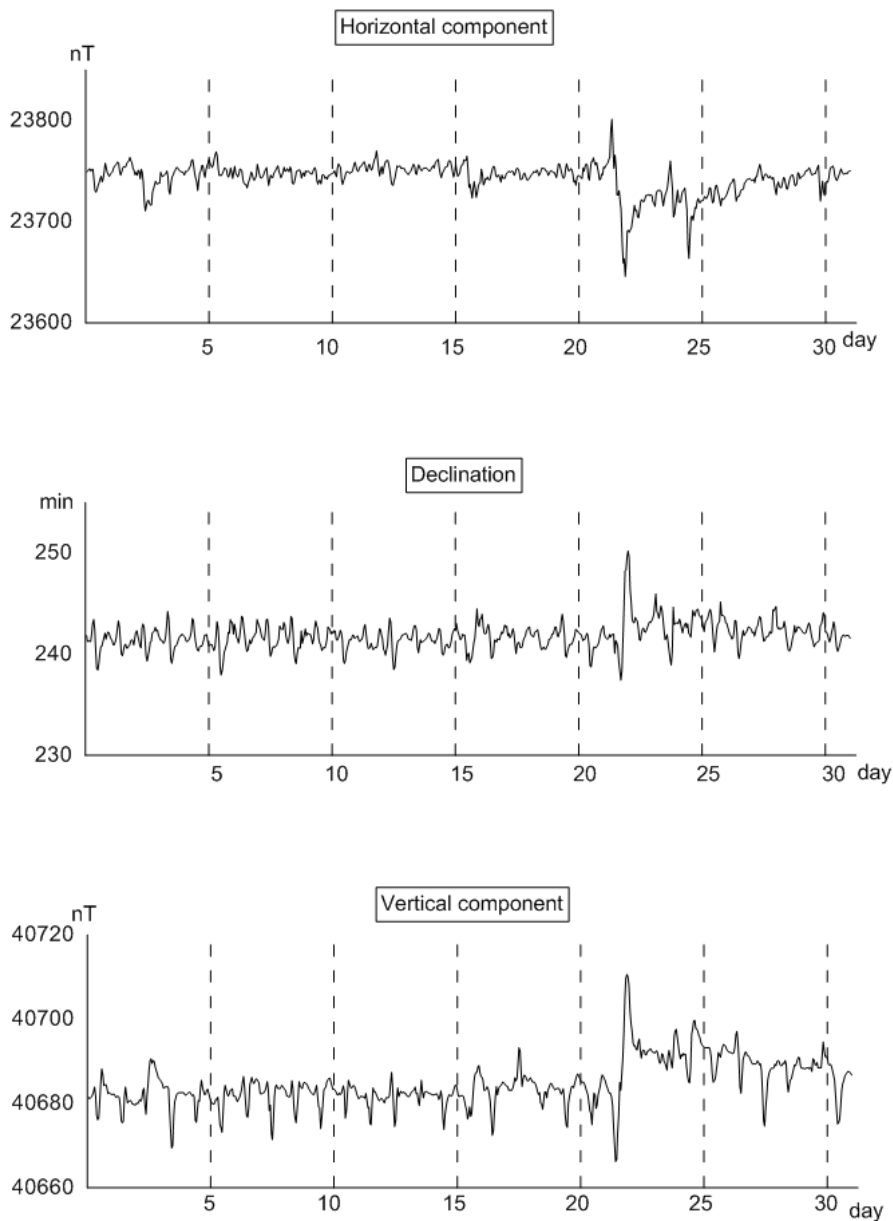 Horizontal component
nT
23800
23700
23600
5 10 15 20 25 30 day
Declination
min
250
240
230
5 10 15 20 25 30 day
Vertical component
nT
40720
40700
40680
40660
5 10 15 20 25 30 day